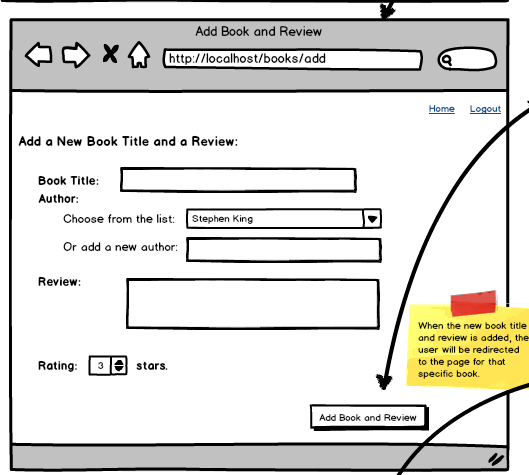 Add Book and Review
http://localhost/books/add
Home Logout
Add a New Book Title and a Review:
Book Title:
Author:
Choose from the list: Stephen King
Or add a new author:
Review:
When the new book title
and review is added, the
user will be redirected
to the page for that
specific book.
Rating: 3 stars.
Add Book and Review